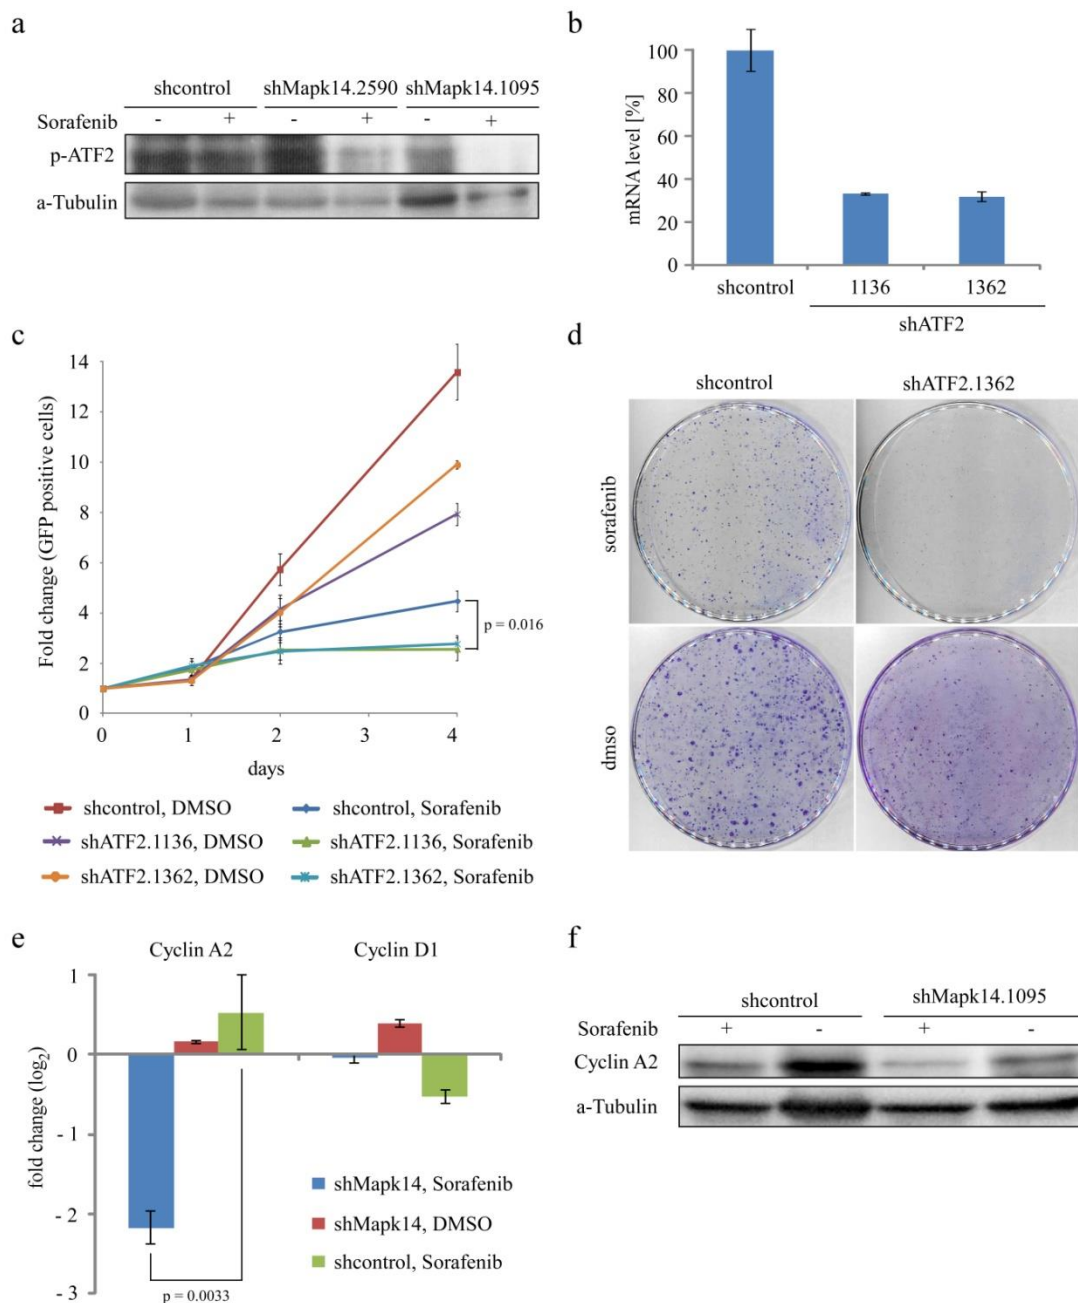 a
shcontrol shMapk14.2590 shMapk14.1095
Sorafenib - + - + - +
p-ATF2
a-Tubulin
b
mRNA level [%]
100
80
60
40
20
0
shcontrol 1136 1362
shATF2
c
Fold change (GFP positive cells)
14
12
10
8
6
4
2
0
p = 0.016
0 1 2 3 4
days
shcontrol, DMSO shcontrol, Sorafenib
shATF2.1136, DMSO shATF2.1136, Sorafenib
shATF2.1362, DMSO shATF2.1362, Sorafenib
d
shcontrol shATF2.1362
sorafenib
dmso
e
Cyclin A2 Cyclin D1
fold change (log2)
1
0
- 1
- 2
- 3
p = 0.0033
shMapk14, Sorafenib
shMapk14, DMSO
shcontrol, Sorafenib
f
shcontrol shMapk14.1095
Sorafenib + - + -
Cyclin A2
a-Tubulin